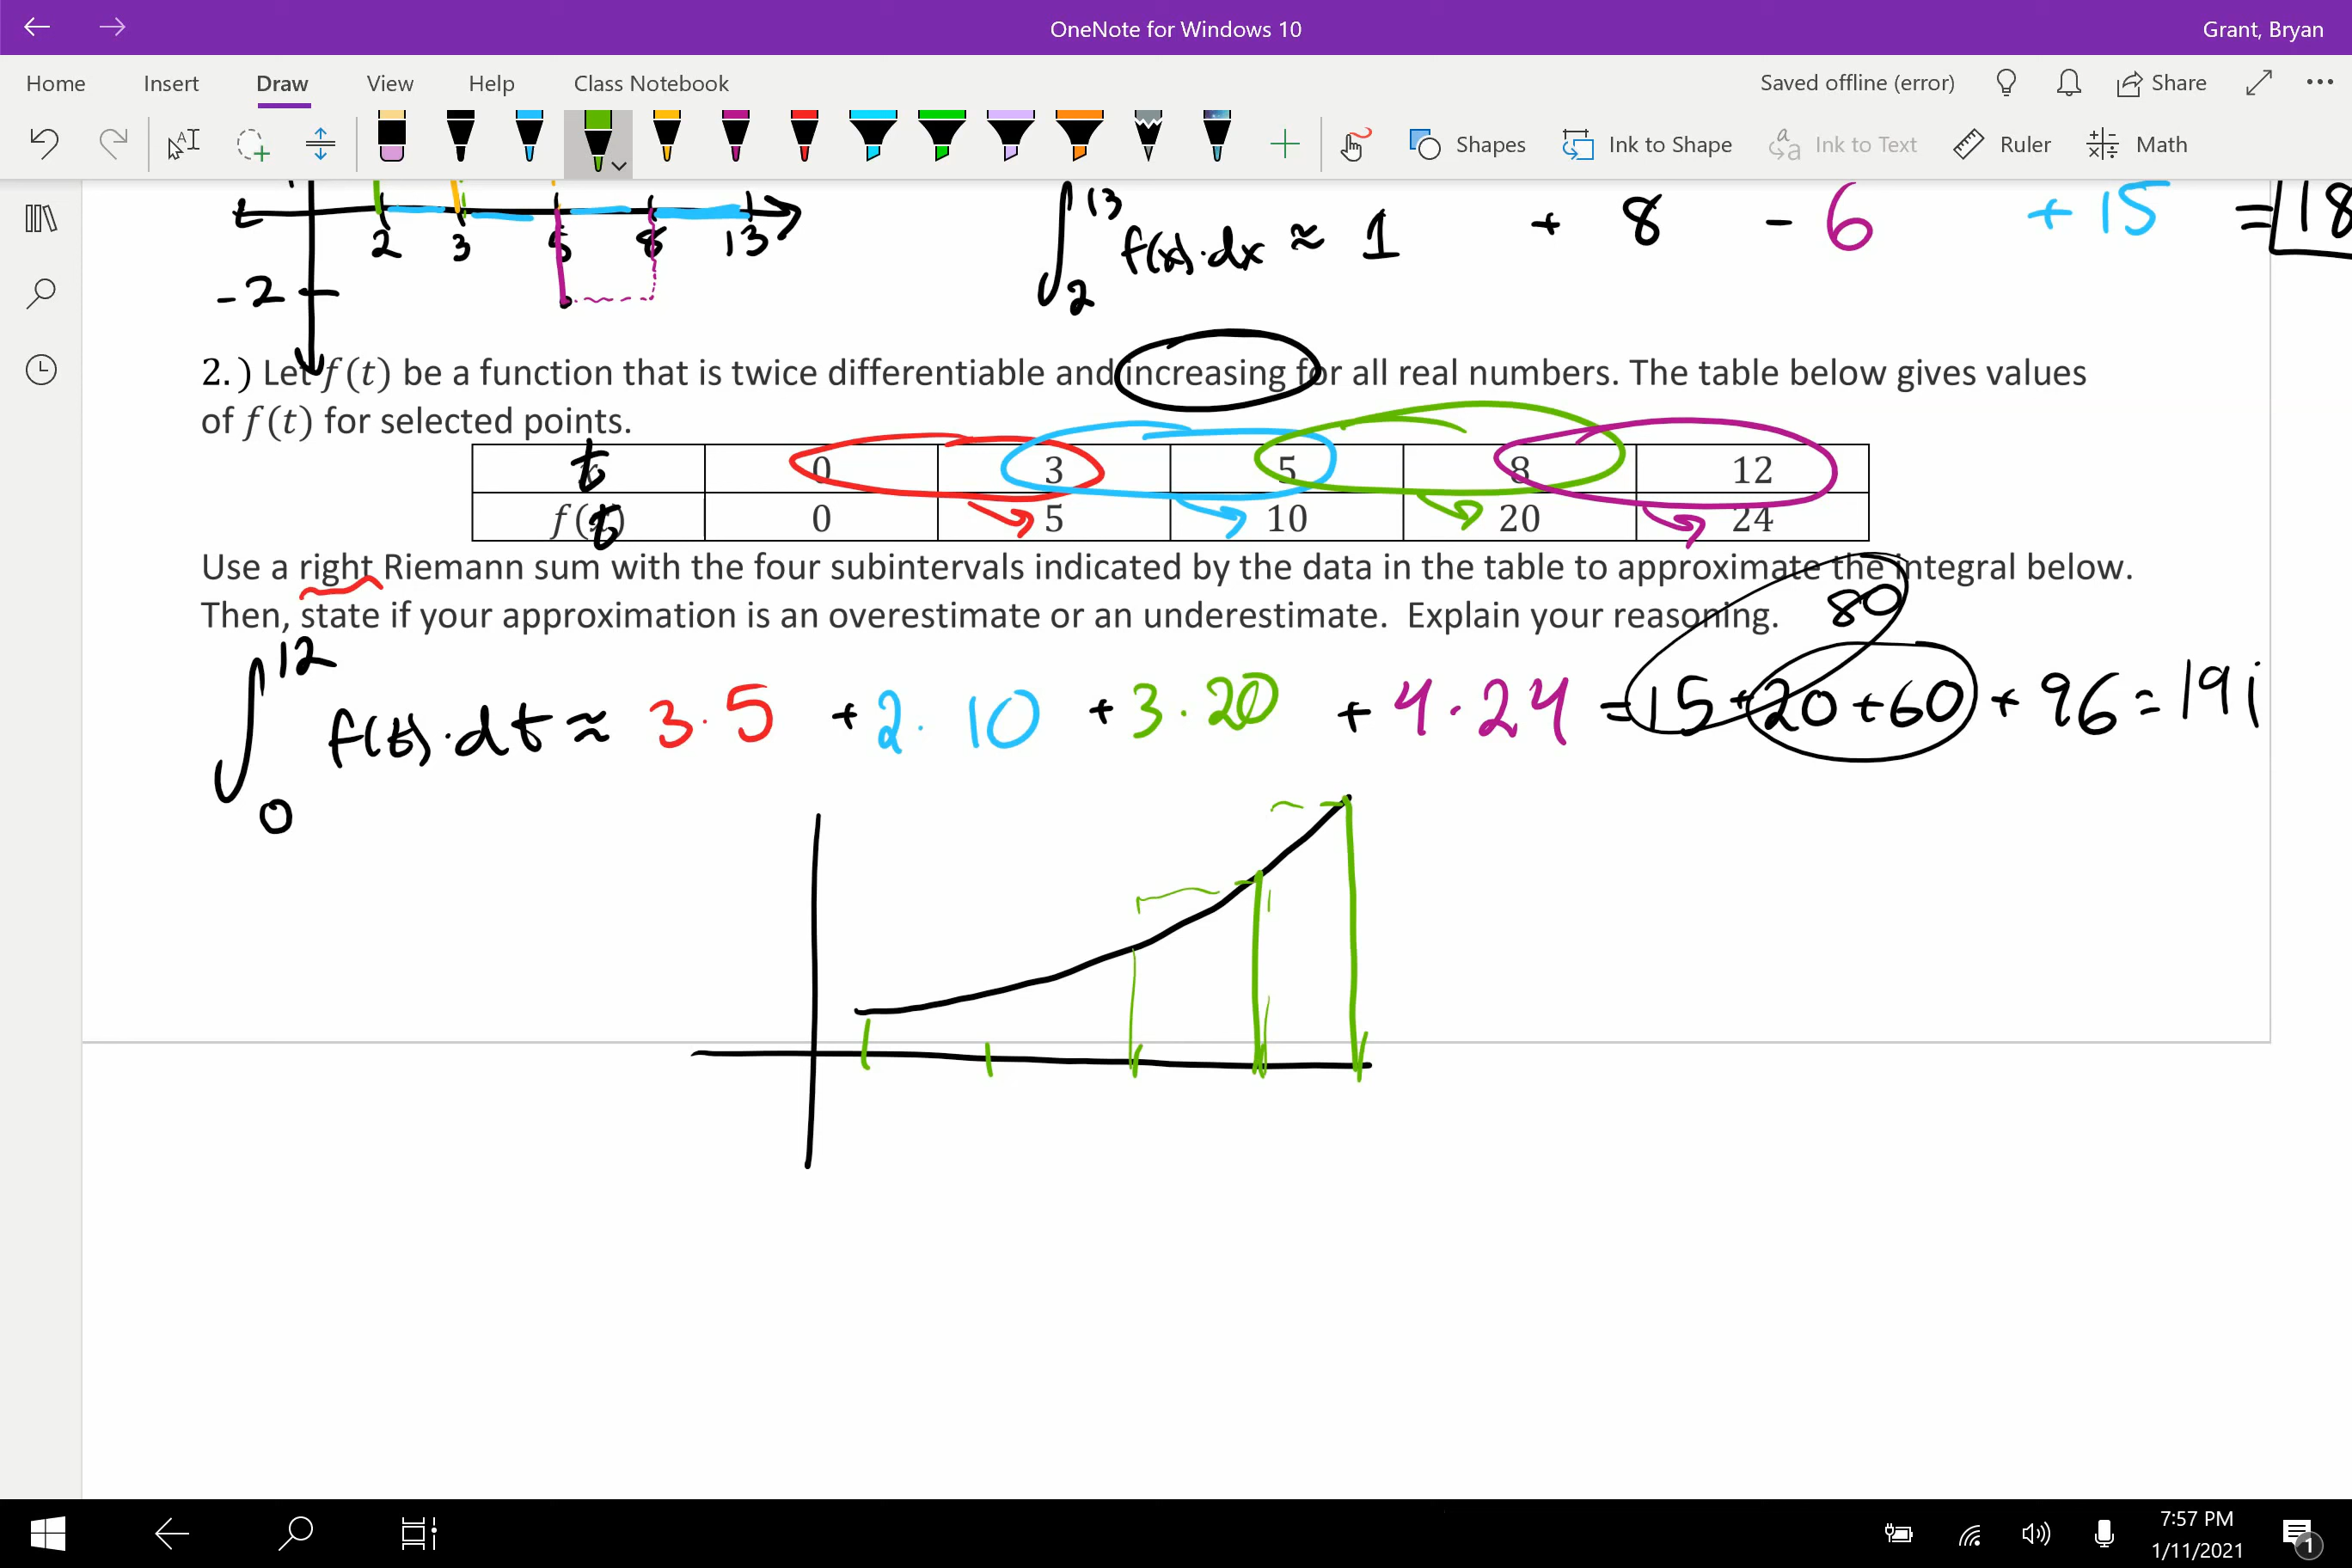 OneNote for Windows 10
Grant, Bryan
Home Insert Draw View Help Class Notebook
Saved offline (error) Share
Shapes Ink to Shape Ink to Text Ruler Math
2 3 5 8 13
-2
∫₂¹³ f(x)·dx ≈ 1 + 8 - 6 + 15 = 18
2.) Let f(t) be a function that is twice differentiable and increasing for all real numbers. The table below gives values
of f(t) for selected points.
t 0 3 5 8 12
f(t) 0 5 10 20 24
Use a right Riemann sum with the four subintervals indicated by the data in the table to approximate the integral below.
Then, state if your approximation is an overestimate or an underestimate. Explain your reasoning.
80
∫₀¹² f(t)·dt ≈ 3·5 + 2·10 + 3·20 + 4·24 = 15 + 20 + 60 + 96 = 191
7:57 PM
1/11/2021
1